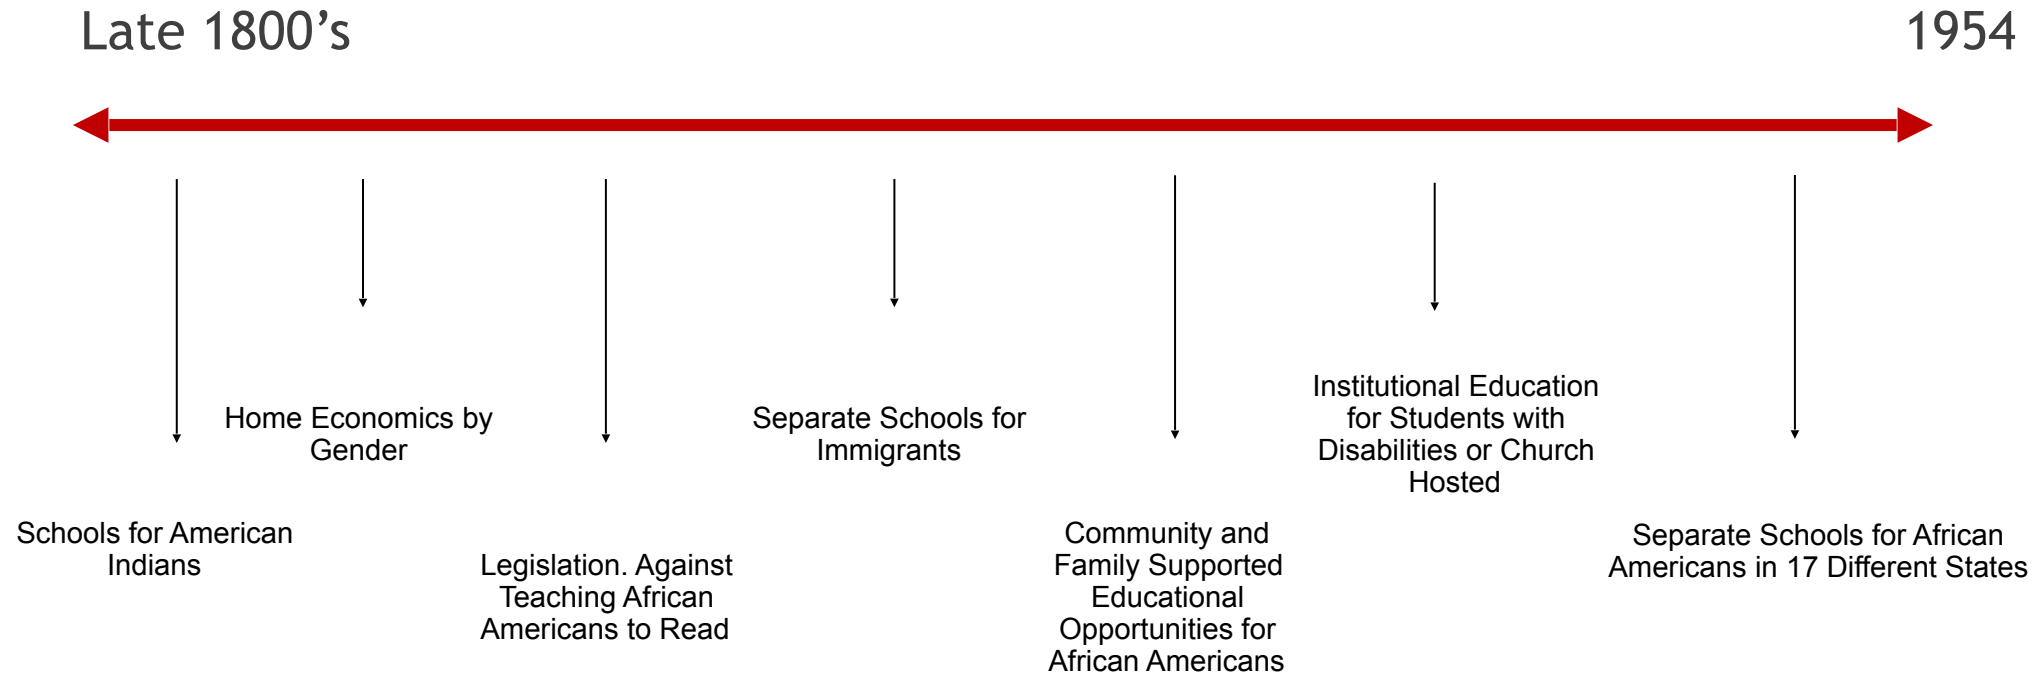 Late 1800’s
1954
Schools for American
Indians
Home Economics by
Gender
Legislation. Against
Teaching African
Americans to Read
Separate Schools for
Immigrants
Community and
Family Supported
Educational
Opportunities for
African Americans
Institutional Education
for Students with
Disabilities or Church
Hosted
Separate Schools for African
Americans in 17 Different States